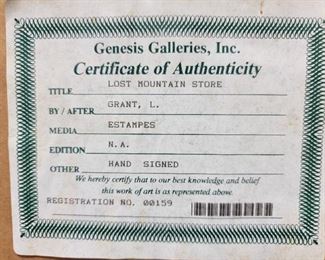 Genesis Galleries, Inc.
Certificate of Authenticity
TITLE LOST MOUNTAIN STORE
BY / AFTER GRANT, L.
MEDIA ESTAMPES
EDITION N.A.
OTHER HAND SIGNED
We hereby certify that to our best knowledge and belief
this work of art is as represented above.
REGISTRATION NO. 00159